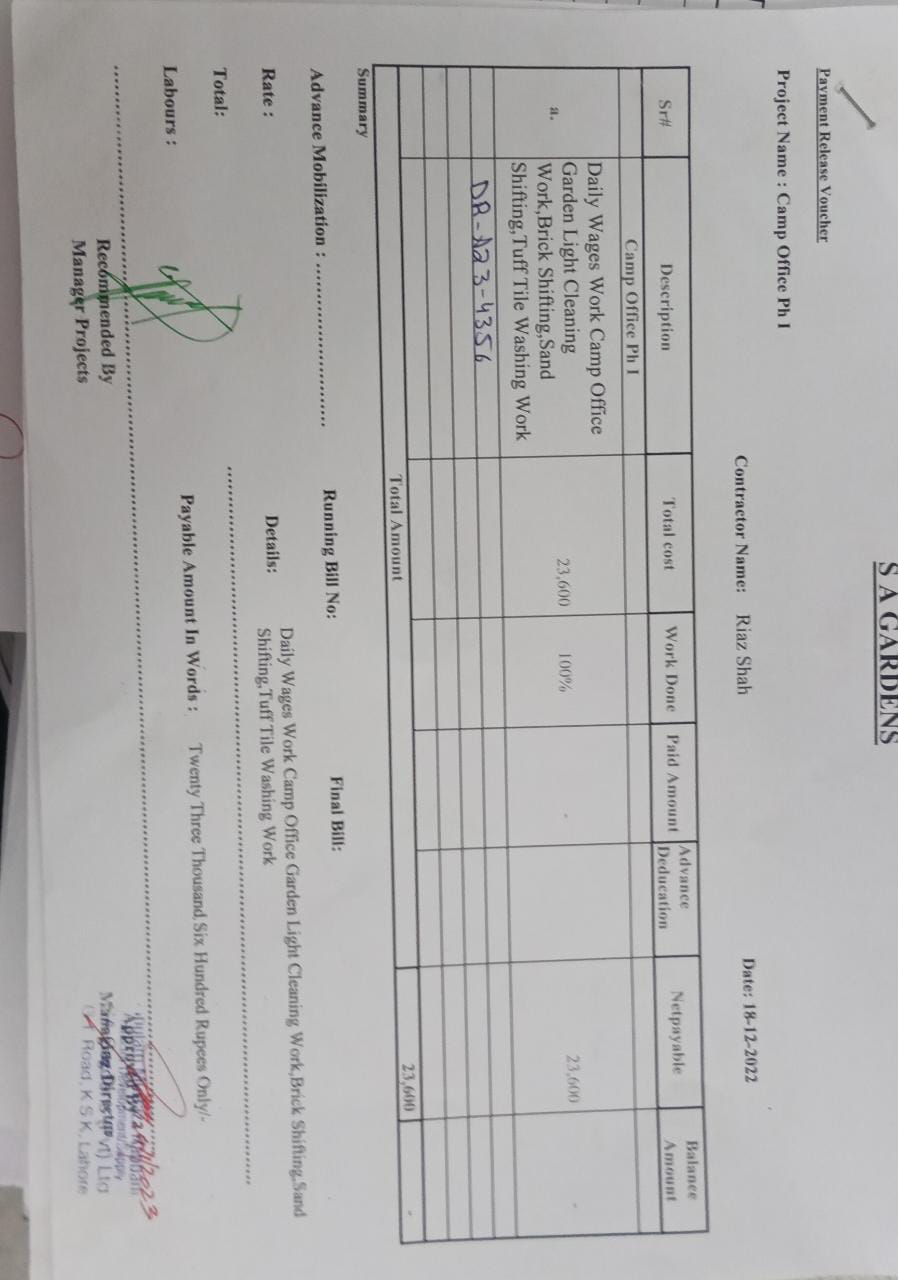 S A GARDENS
Payment Release Voucher
Project Name : Camp Office Ph I
Contractor Name: Riaz Shah
Date: 18-12-2022
Sr# Description Total cost Work Done Paid Amount Advance Deducation Netpayable Balance Amount
Camp Office Ph I
a. Daily Wages Work Camp Office Garden Light Cleaning Work,Brick Shifting,Sand Shifting,Tuff Tile Washing Work 23,600 100% - 23,600 -
DR-A23-4356
Total Amount 23,600 -
Summary
Advance Mobilization : ........................... Running Bill No: Final Bill:
Rate : Details: Daily Wages Work Camp Office Garden Light Cleaning Work,Brick Shifting,Sand
Shifting,Tuff Tile Washing Work
Total:
Labours : Payable Amount In Words : Twenty Three Thousand,Six Hundred Rupees Only/-
Recommended By
Manager Projects
Approved By
Managing Director
Road, K.S.K, Lahore